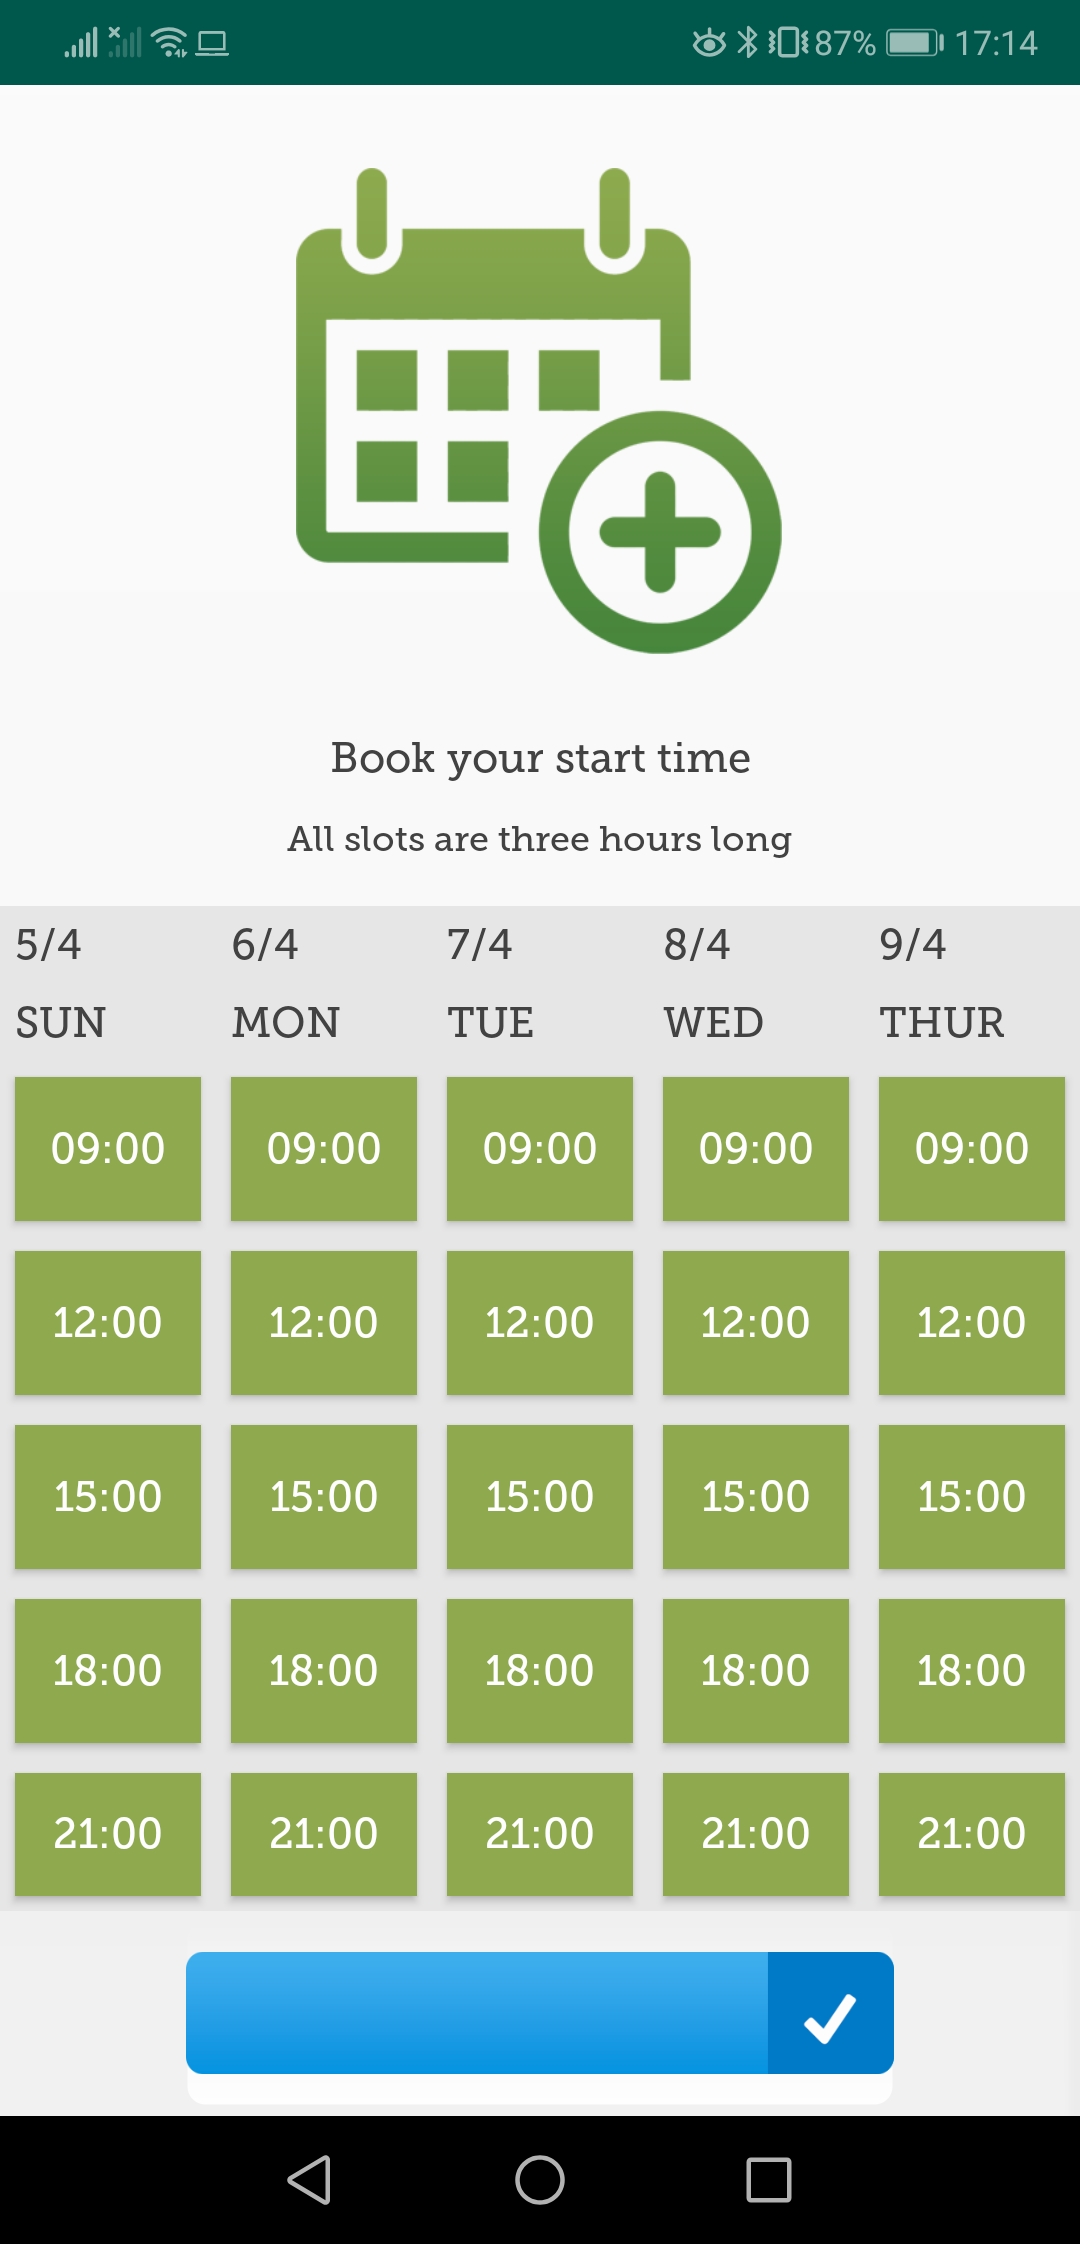 87% 17:14
Book your start time
All slots are three hours long
5/4 6/4 7/4 8/4 9/4
SUN MON TUE WED THUR
09:00 09:00 09:00 09:00 09:00
12:00 12:00 12:00 12:00 12:00
15:00 15:00 15:00 15:00 15:00
18:00 18:00 18:00 18:00 18:00
21:00 21:00 21:00 21:00 21:00